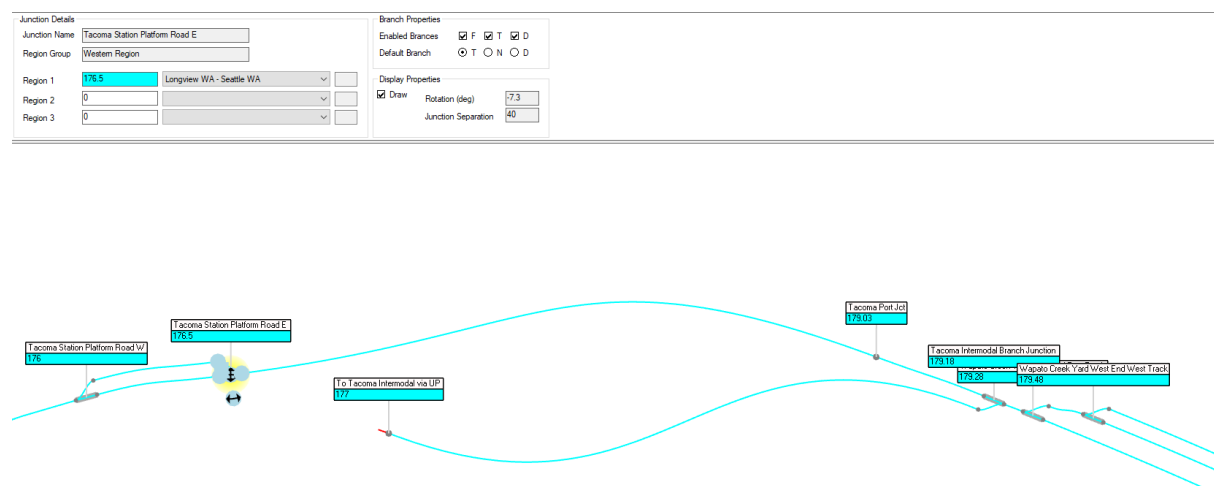 Junction Details
Junction Name Tacoma Station Platform Road E
Region Group Western Region
Region 1 176.5 Longview WA - Seattle WA
Region 2 0
Region 3 0
Branch Properties
Enabled Brances F T D
Default Branch T N D
Display Properties
Draw Rotation (deg) -7.3
Junction Separation 40
Tacoma Station Platform Road W
176
Tacoma Station Platform Road E
176.5
To Tacoma Intermodal via UP
177
Tacoma Port Jct
179.03
Tacoma Intermodal Branch Junction
179.18
179.28
Wapato Creek Yard West End West Track
179.48